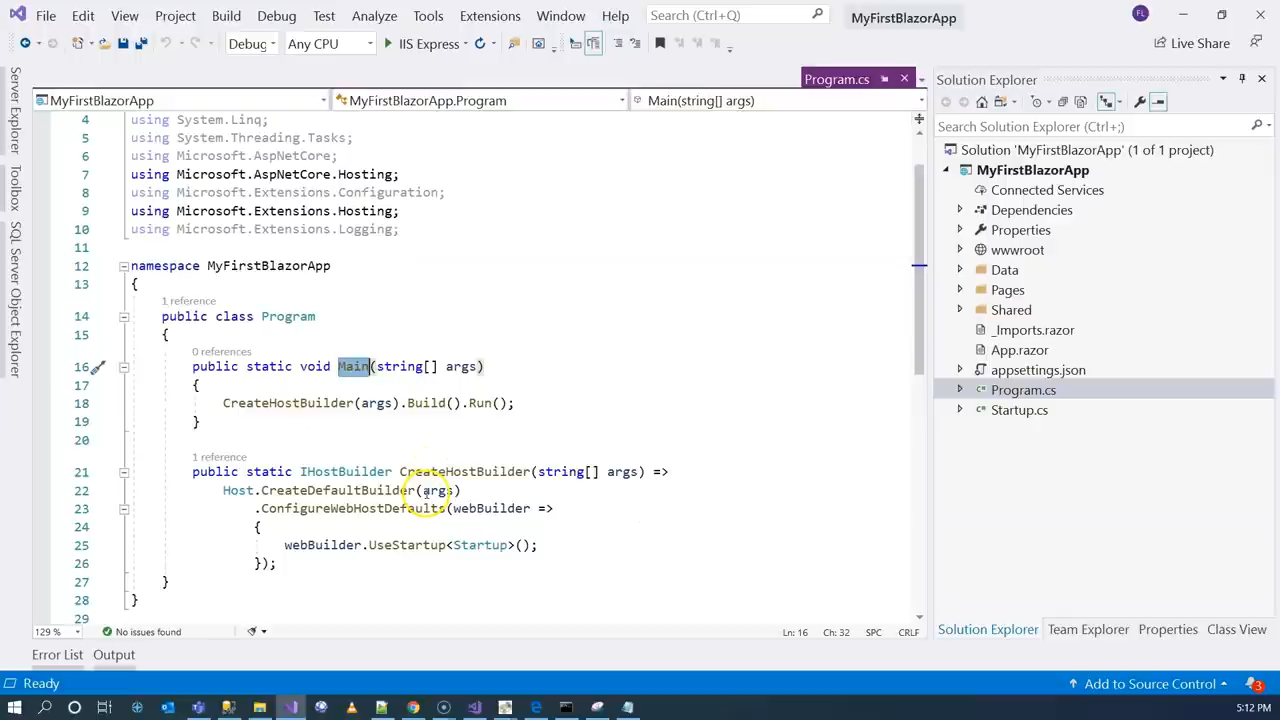 File Edit View Project Build Debug Test Analyze Tools Extensions Window Help Search (Ctrl+Q) MyFirstBlazorApp FL
Debug Any CPU IIS Express Live Share
Program.cs
MyFirstBlazorApp MyFirstBlazorApp.Program Main(string[] args)
4 using System.Linq;
5 using System.Threading.Tasks;
6 using Microsoft.AspNetCore;
7 using Microsoft.AspNetCore.Hosting;
8 using Microsoft.Extensions.Configuration;
9 using Microsoft.Extensions.Hosting;
10 using Microsoft.Extensions.Logging;
11
12 namespace MyFirstBlazorApp
13 {
1 reference
14 public class Program
15 {
0 references
16 public static void Main(string[] args)
17 {
18 CreateHostBuilder(args).Build().Run();
19 }
20
1 reference
21 public static IHostBuilder CreateHostBuilder(string[] args) =>
22 Host.CreateDefaultBuilder(args)
23 .ConfigureWebHostDefaults(webBuilder =>
24 {
25 webBuilder.UseStartup<Startup>();
26 });
27 }
28 }
29
129 % No issues found Ln: 16 Ch: 32 SPC CRLF
Server Explorer
Toolbox
SQL Server Object Explorer
Solution Explorer
Search Solution Explorer (Ctrl+;)
Solution 'MyFirstBlazorApp' (1 of 1 project)
MyFirstBlazorApp
Connected Services
Dependencies
Properties
wwwroot
Data
Pages
Shared
_Imports.razor
App.razor
appsettings.json
C# Program.cs
C# Startup.cs
Solution Explorer Team Explorer Properties Class View
Error List Output
Ready Add to Source Control 3
5:12 PM